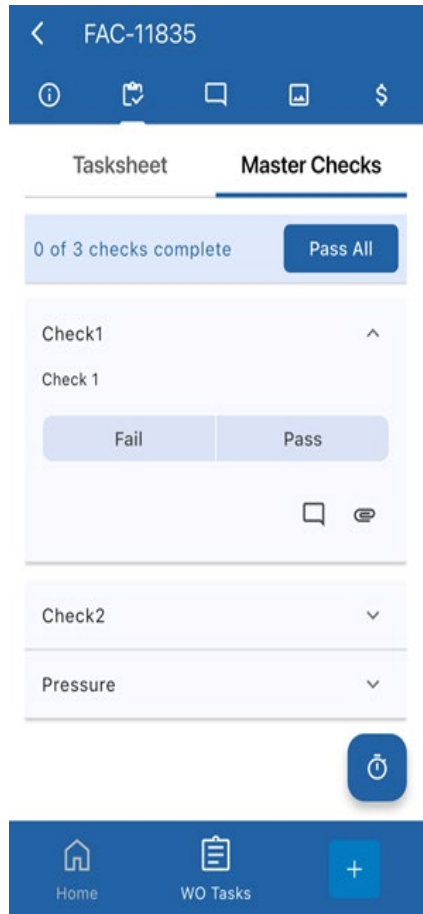 FAC-11835
$
Tasksheet Master Checks
0 of 3 checks complete Pass All
Check1
Check 1
Fail Pass
Check2
Pressure
Home WO Tasks +